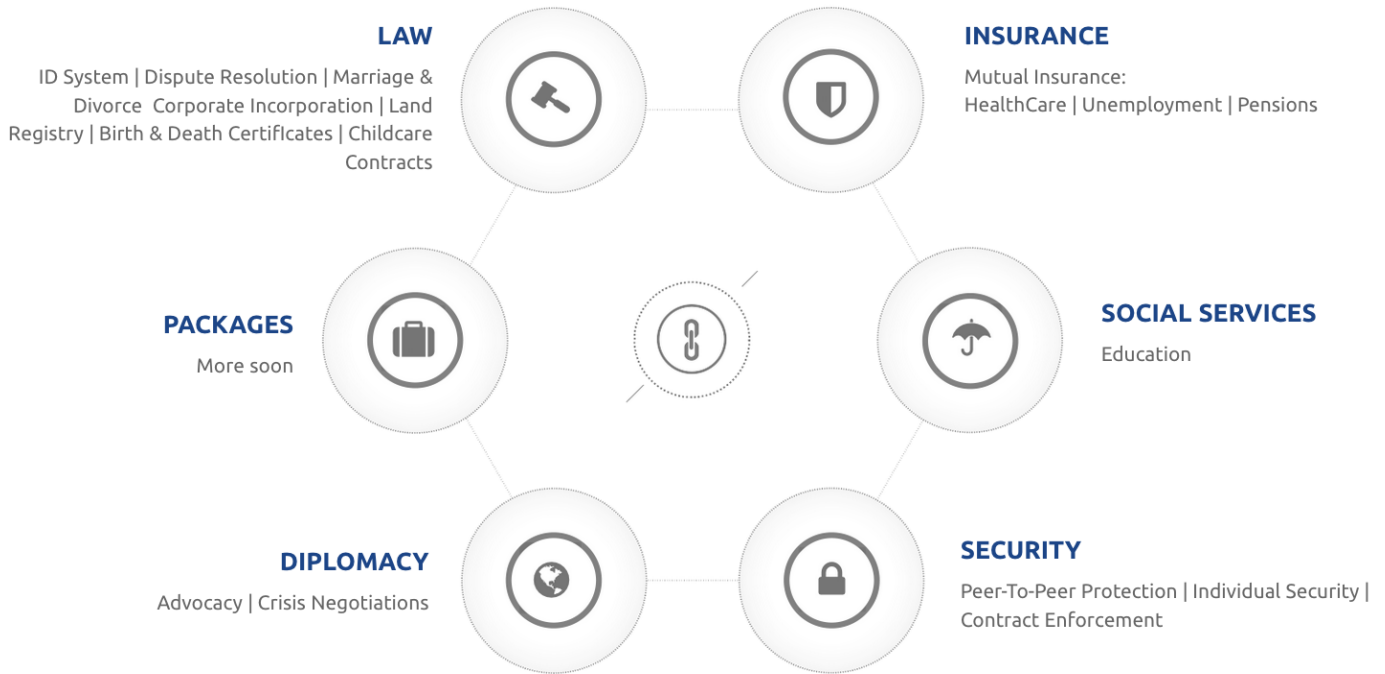 LAW
ID System | Dispute Resolution | Marriage &
Divorce Corporate Incorporation | Land
Registry | Birth & Death Certificates | Childcare
Contracts
INSURANCE
Mutual Insurance:
HealthCare | Unemployment | Pensions
PACKAGES
More soon
SOCIAL SERVICES
Education
DIPLOMACY
Advocacy | Crisis Negotiations
SECURITY
Peer-To-Peer Protection | Individual Security |
Contract Enforcement